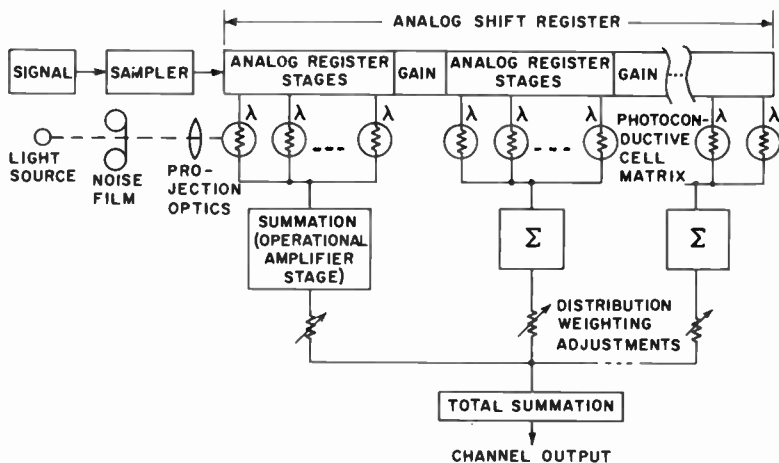 ANALOG SHIFT REGISTER
SIGNAL
SAMPLER
ANALOG REGISTER
STAGES
GAIN
ANALOG REGISTER
STAGES
GAIN
λ
λ
λ
λ
λ
λ
λ
λ
PHOTOCON-
DUCTIVE
CELL
MATRIX
LIGHT
SOURCE
NOISE
FILM
PRO-
JECTION
OPTICS
SUMMATION
(OPERATIONAL
AMPLIFIER
STAGE)
Σ
Σ
DISTRIBUTION
WEIGHTING
ADJUSTMENTS
TOTAL SUMMATION
CHANNEL OUTPUT